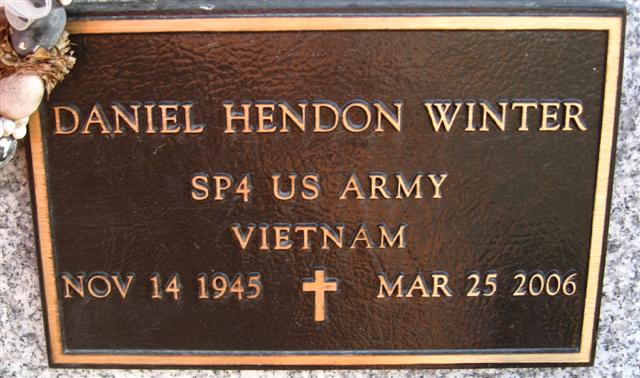 DANIEL HENDON WINTER
SP4 US ARMY
VIETNAM
NOV 14 1945 MAR 25 2006